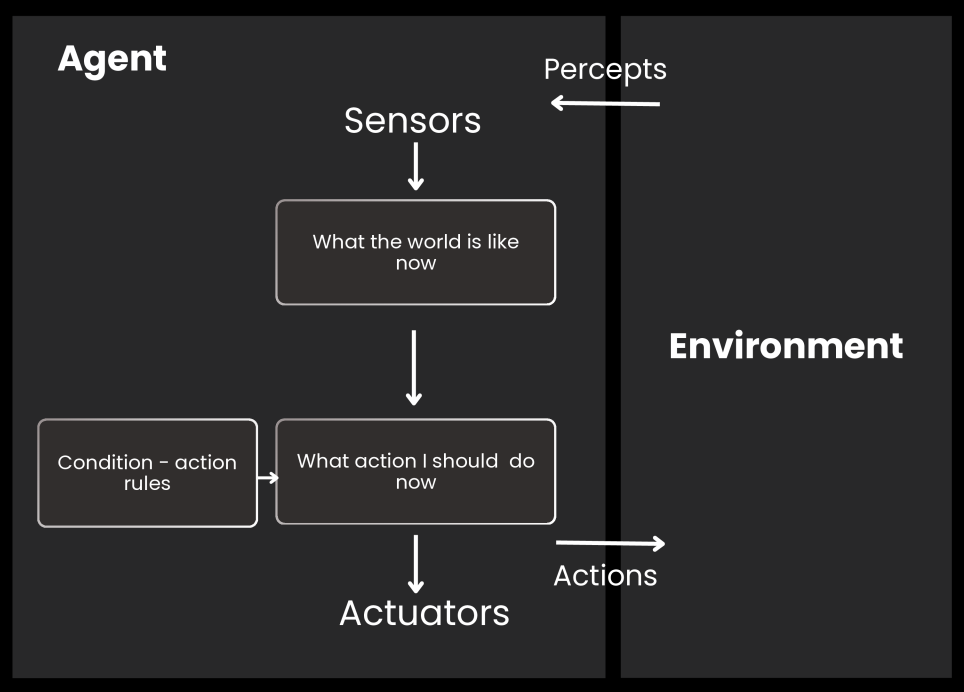 Agent
Percepts
Sensors
What the world is like
now
Environment
Condition - action
rules
What action I should  do
now
Actions
Actuators